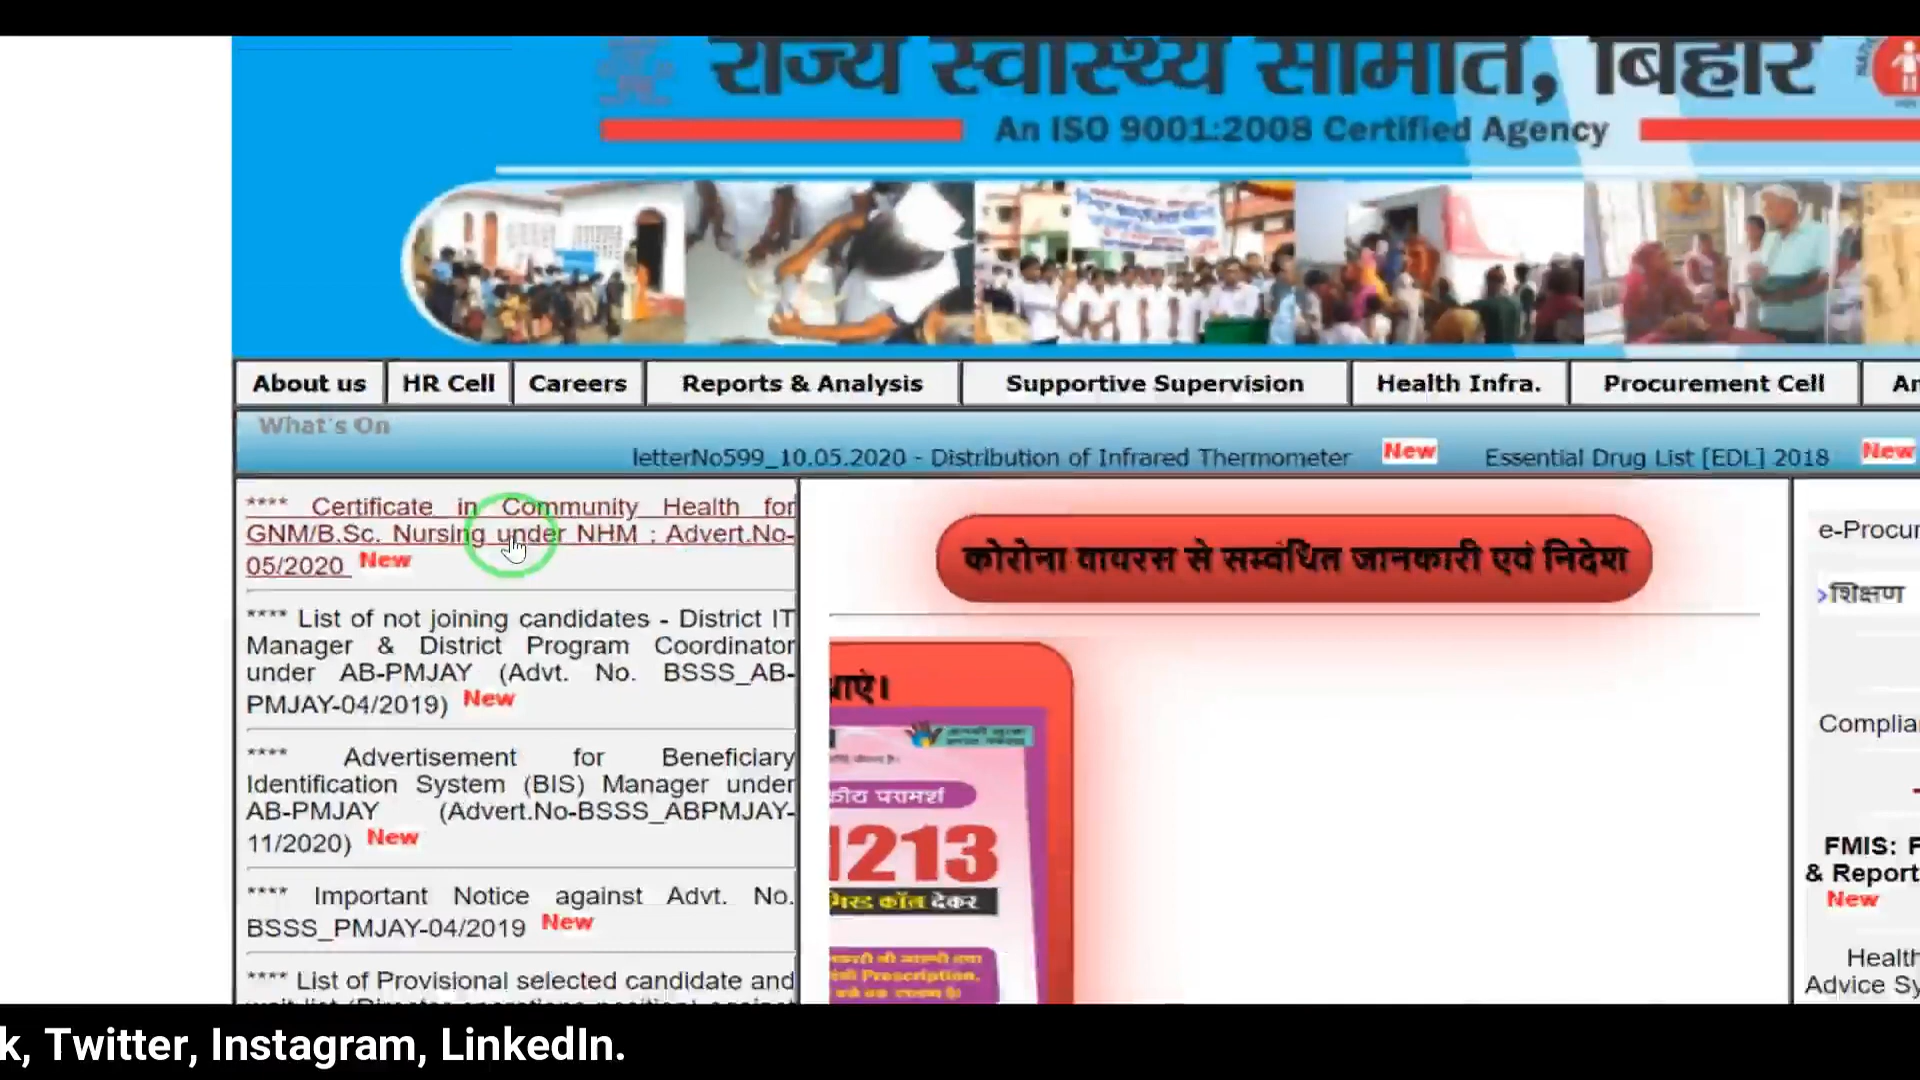 राज्य स्वास्थ्य समिति, बिहार
An ISO 9001:2008 Certified Agency
About us
HR Cell
Careers
Reports & Analysis
Supportive Supervision
Health Infra.
Procurement Cell
What's On
letterNo599_10.05.2020 - Distribution of Infrared Thermometer New Essential Drug List [EDL] 2018 New
**** Certificate in Community Health for
GNM/B.Sc. Nursing under NHM : Advert.No-
05/2020 New
**** List of not joining candidates - District IT
Manager & District Program Coordinator
under AB-PMJAY (Advt. No. BSSS_AB-
PMJAY-04/2019) New
**** Advertisement for Beneficiary
Identification System (BIS) Manager under
AB-PMJAY (Advert.No-BSSS_ABPMJAY-
11/2020) New
**** Important Notice against Advt. No.
BSSS_PMJAY-04/2019 New
**** List of Provisional selected candidate and
कोरोना वायरस से सम्वंधित जानकारी एवं निदेश
1213
मिस्ड कॉल देकर
Prescription.
e-Procur
>शिक्षण
Complia
FMIS: F
& Report
New
Health
Advice Sy
k, Twitter, Instagram, LinkedIn.